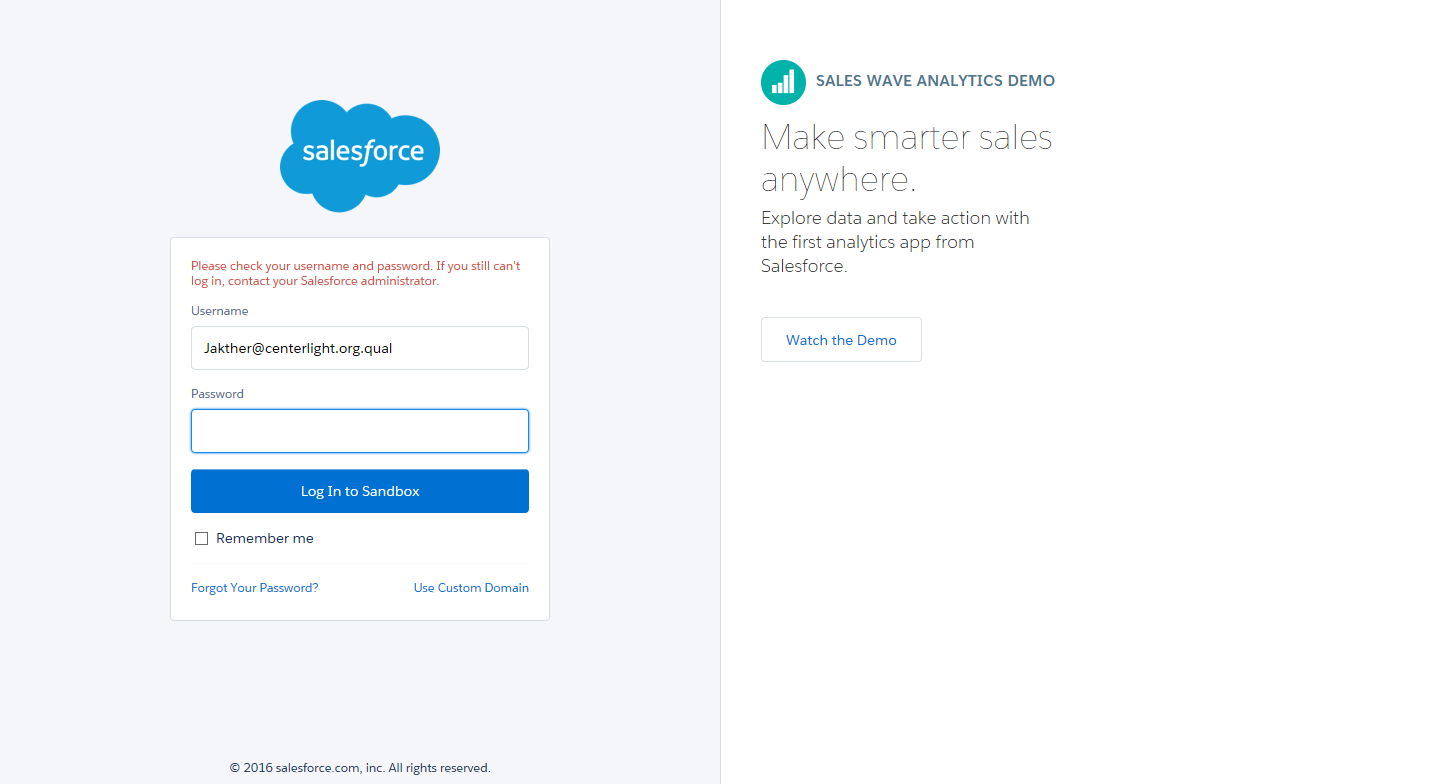 salesforce
Please check your username and password. If you still can't
log in, contact your Salesforce administrator.
Username
Jakther@centerlight.org.qual
Password
Log In to Sandbox
Remember me
Forgot Your Password?
Use Custom Domain
© 2016 salesforce.com, inc. All rights reserved.
SALES WAVE ANALYTICS DEMO
Make smarter sales
anywhere.
Explore data and take action with
the first analytics app from
Salesforce.
Watch the Demo